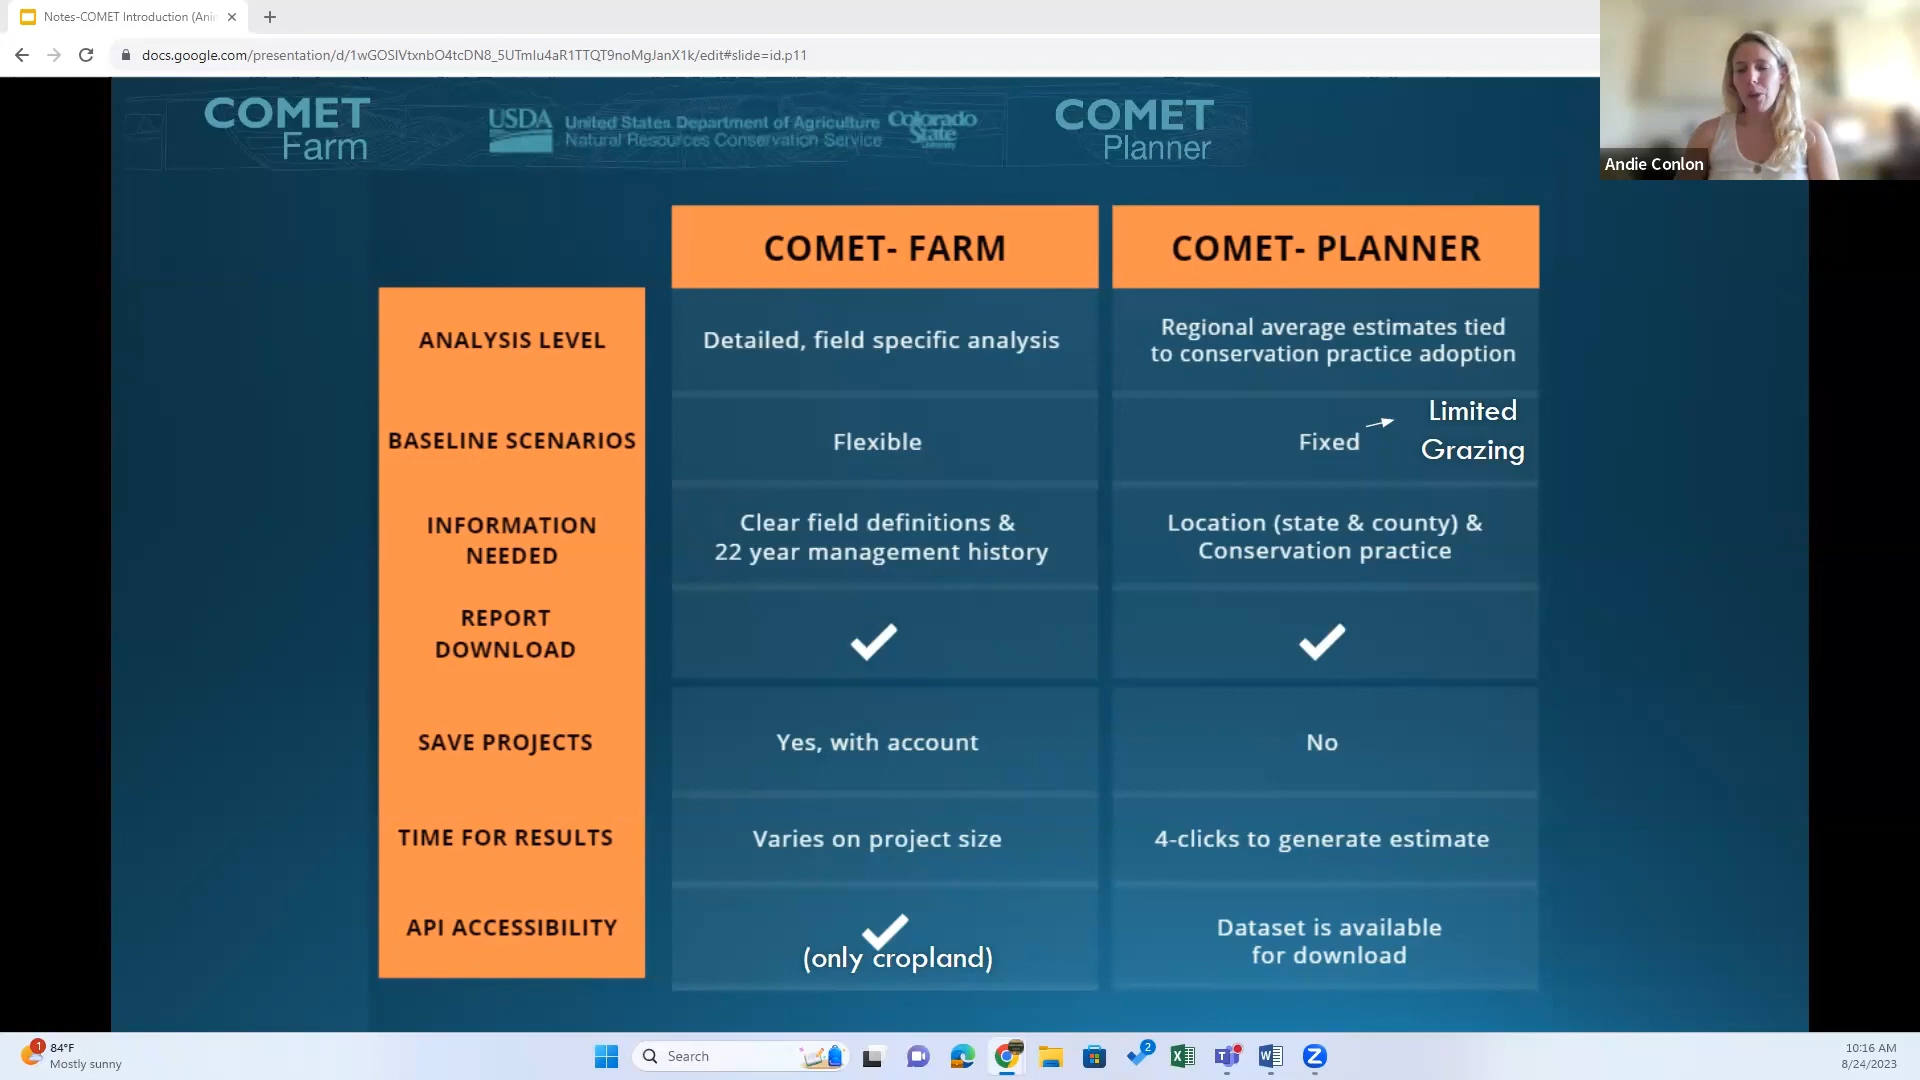 Notes-COMET Introduction (Ani
docs.google.com/presentation/d/1wGOSlVtxnbO4tcDN8_5UTmlu4aR1TTQT9noMgJanX1k/edit#slide=id.p11
Andie Conlon
COMET
Farm
USDA
United States Department of Agriculture
Natural Resources Conservation Service
Colorado
State
University
COMET
Planner
COMET- FARM
COMET- PLANNER
ANALYSIS LEVEL
Detailed, field specific analysis
Regional average estimates tied
to conservation practice adoption
BASELINE SCENARIOS
Flexible
Fixed
Limited
Grazing
INFORMATION
NEEDED
Clear field definitions &
22 year management history
Location (state & county) &
Conservation practice
REPORT
DOWNLOAD
SAVE PROJECTS
Yes, with account
No
TIME FOR RESULTS
Varies on project size
4-clicks to generate estimate
API ACCESSIBILITY
(only cropland)
Dataset is available
for download
1
84°F
Mostly sunny
Search
2
10:16 AM
8/24/2023